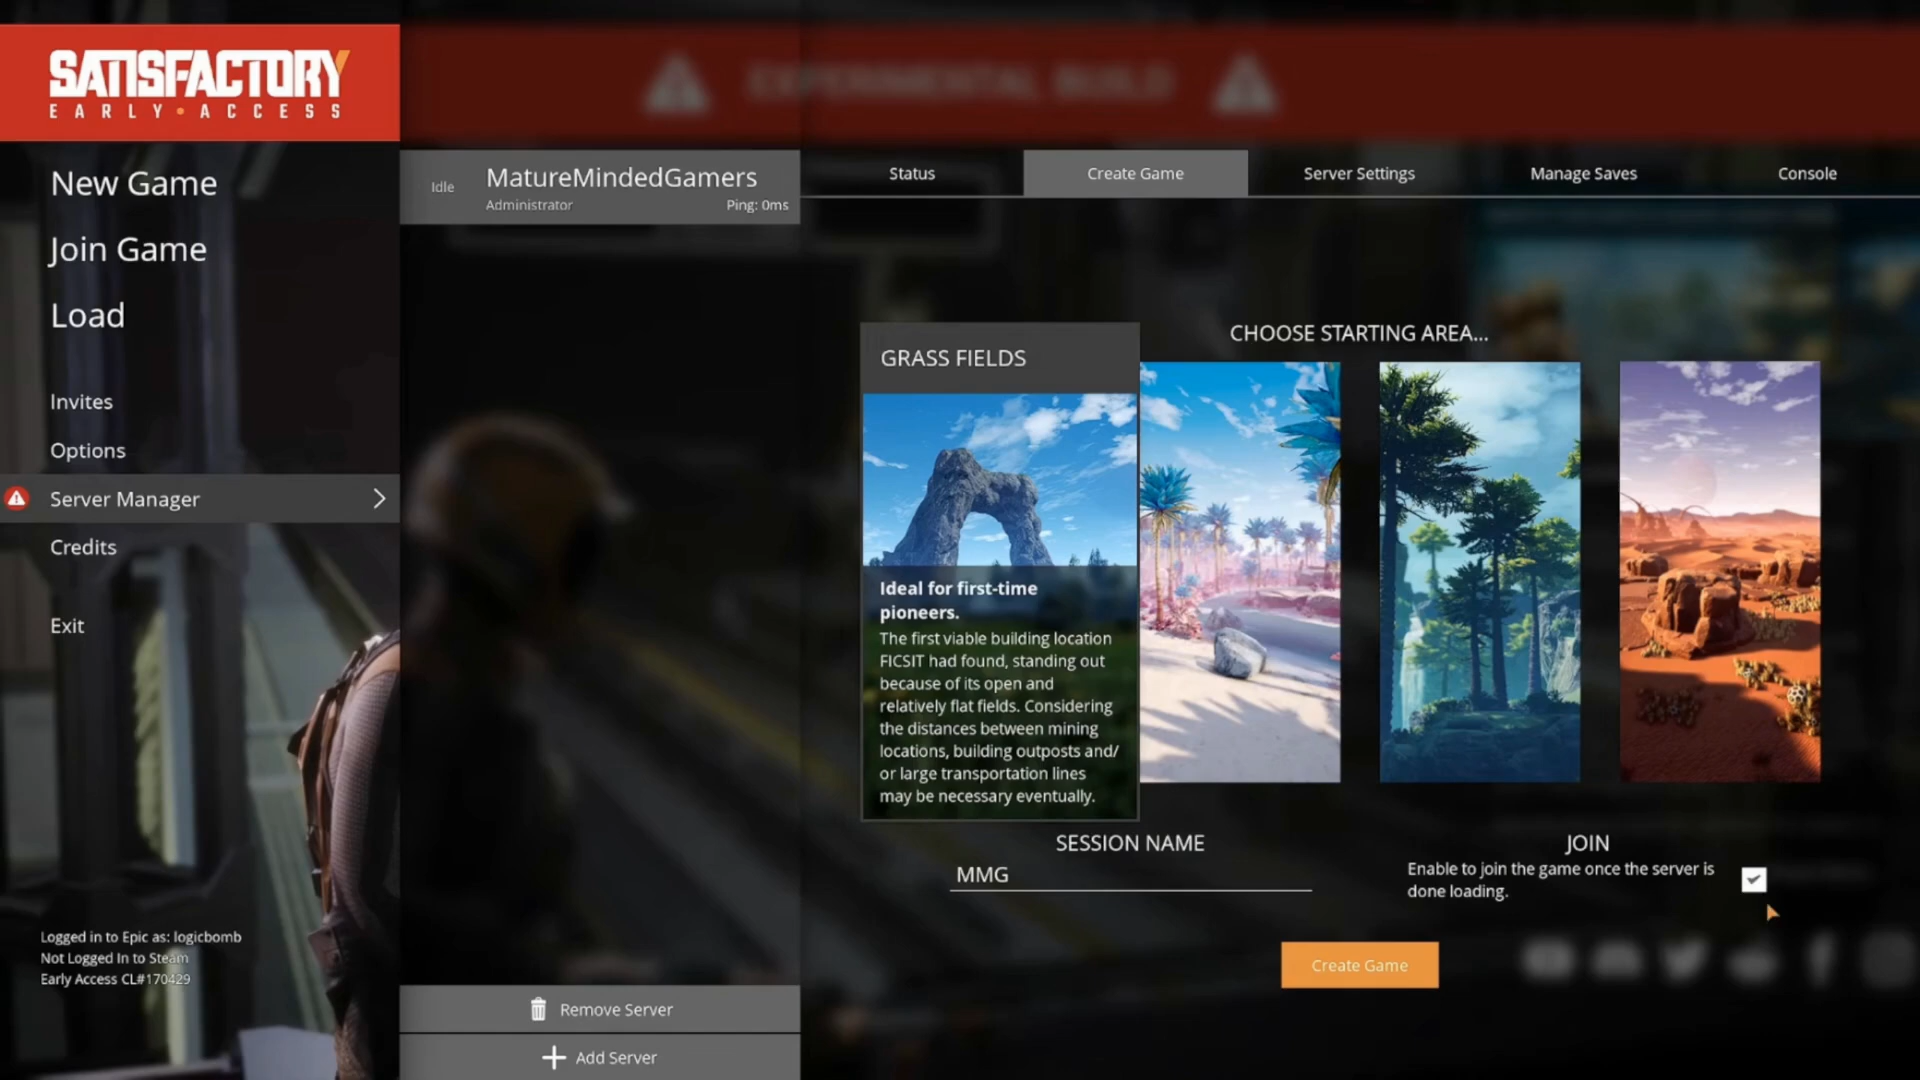 SATISFACTORY
EARLY•ACCESS
EXPERIMENTAL BUILD
New Game
Join Game
Load
Invites
Options
Server Manager
Credits
Exit
Logged in to Epic as: logicbomb
Not Logged In to Steam
Early Access CL#170429
Idle
MatureMindedGamers
Administrator
Ping: 0ms
Remove Server
Add Server
Status
Create Game
Server Settings
Manage Saves
Console
CHOOSE STARTING AREA...
GRASS FIELDS
Ideal for first-time
pioneers.
The first viable building location
FICSIT had found, standing out
because of its open and
relatively flat fields. Considering
the distances between mining
locations, building outposts and/
or large transportation lines
may be necessary eventually.
SESSION NAME
MMG
JOIN
Enable to join the game once the server is
done loading.
Create Game